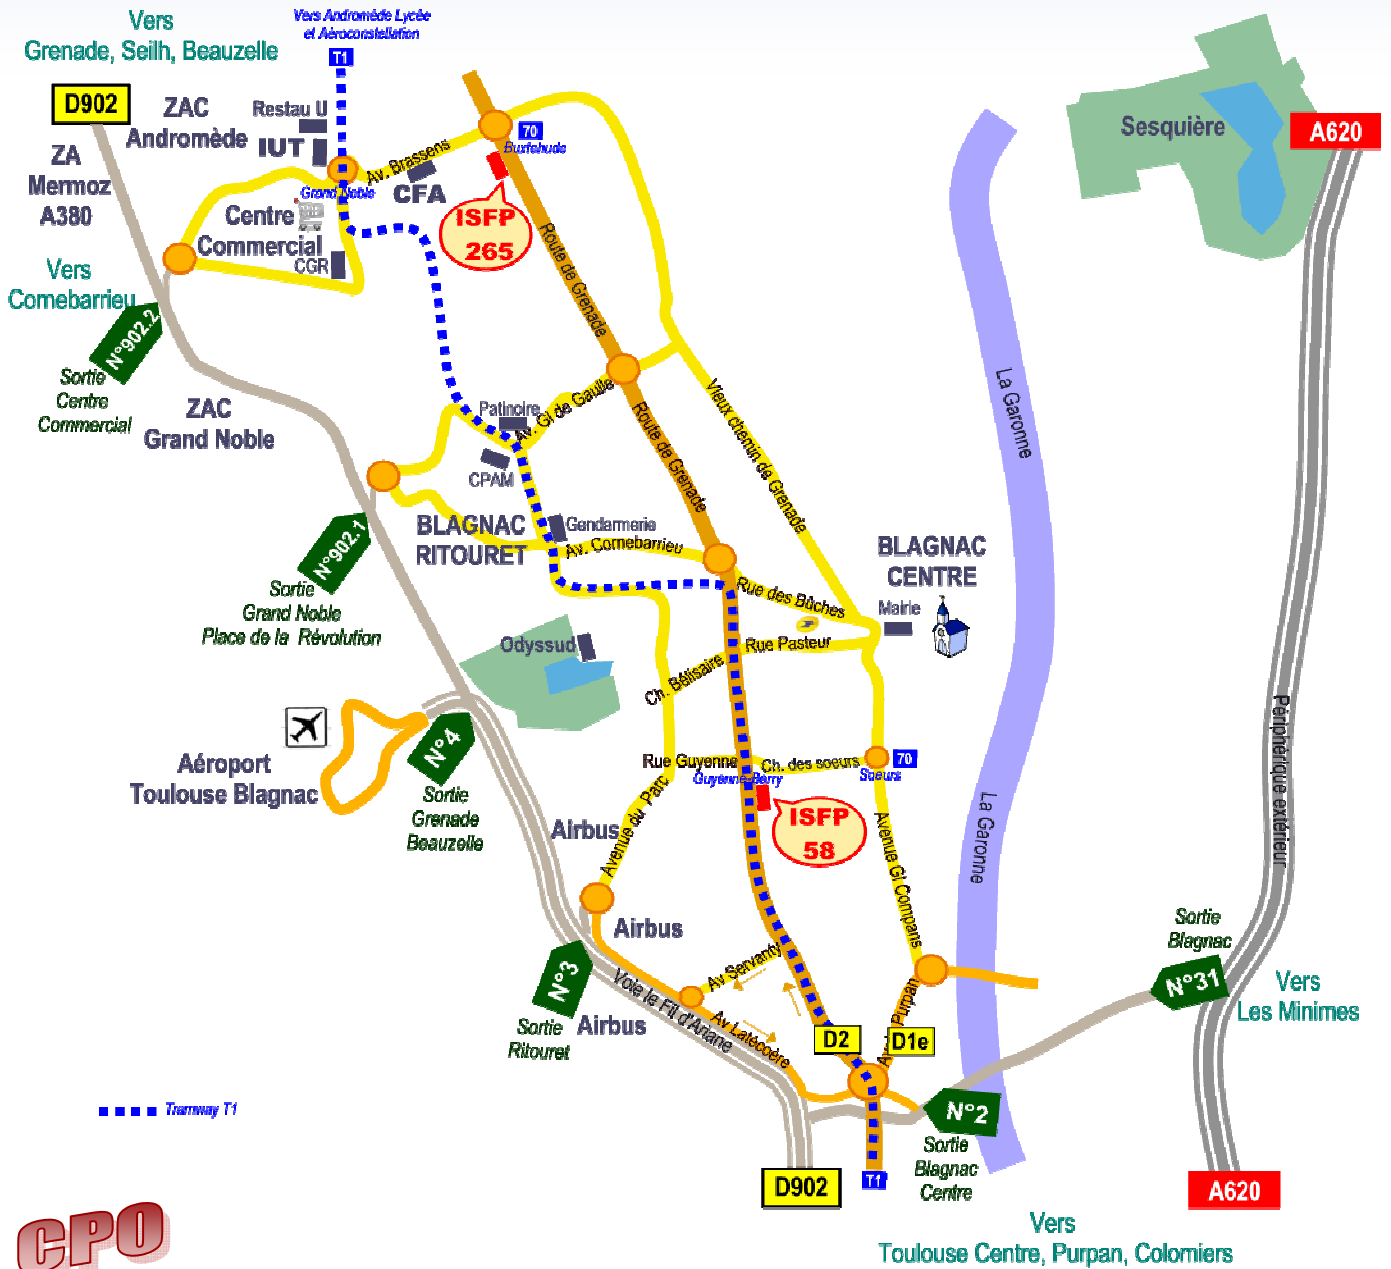 Vers
Grenade, Seilh, Beauzelle
Vers Andromède Lycée
et Aéroconstellation
T1
D902
ZAC
Andromède
Restau U
IUT
ZA
Mermoz
A380
Av. Brassens
70
Buxtehude
CFA
Grand Noble
Centre
Commercial
CGR
ISFP
265
Sesquière
A620
Vers
Cornebarrieu
N°902.2
Sortie
Centre
Commercial
Route de Grenade
ZAC
Grand Noble
Patinoire
Av. Gl de Gaulle
CPAM
Route de Grenade
Vieux chemin de Grenade
La Garonne
N°902.1
BLAGNAC
RITOURET
Gendarmerie
Av. Cornebarrieu
BLAGNAC
CENTRE
Mairie
Sortie
Grand Noble
Place de la Révolution
Rue des Bûches
Rue Pasteur
Odyssud
Ch. Bélisaire
Aéroport
Toulouse Blagnac
N°4
Sortie
Grenade
Beauzelle
Rue Guyenne
Guyenne-Berry
Ch. des soeurs
Soeurs
70
Périphérique extérieur
La Garonne
Airbus
Avenue du Parc
ISFP
58
Avenue Gl Compans
Airbus
Av Servanty
Sortie
Blagnac
N°31
Vers
Les Minimes
N°3
Voie le Fil d'Ariane
Sortie
Ritouret
Airbus
Av Latécoère
Av. Purpan
D2
D1e
N°2
Sortie
Blagnac
Centre
Tramway T1
D902
T1
A620
Vers
Toulouse Centre, Purpan, Colomiers
CPO